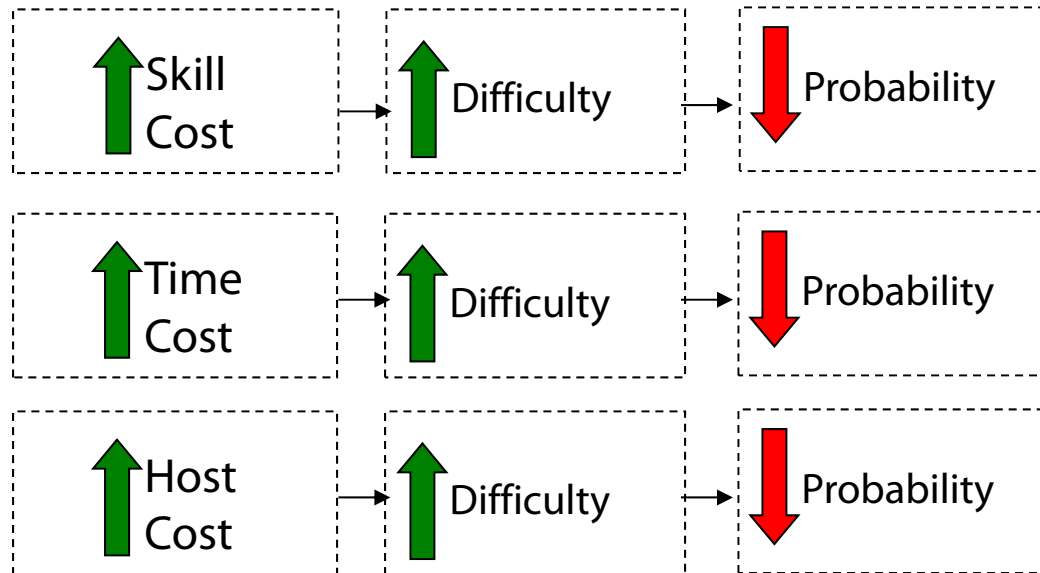 Skill
Cost
Difficulty
Probability
Time
Cost
Difficulty
Probability
Host
Cost
Difficulty
Probability